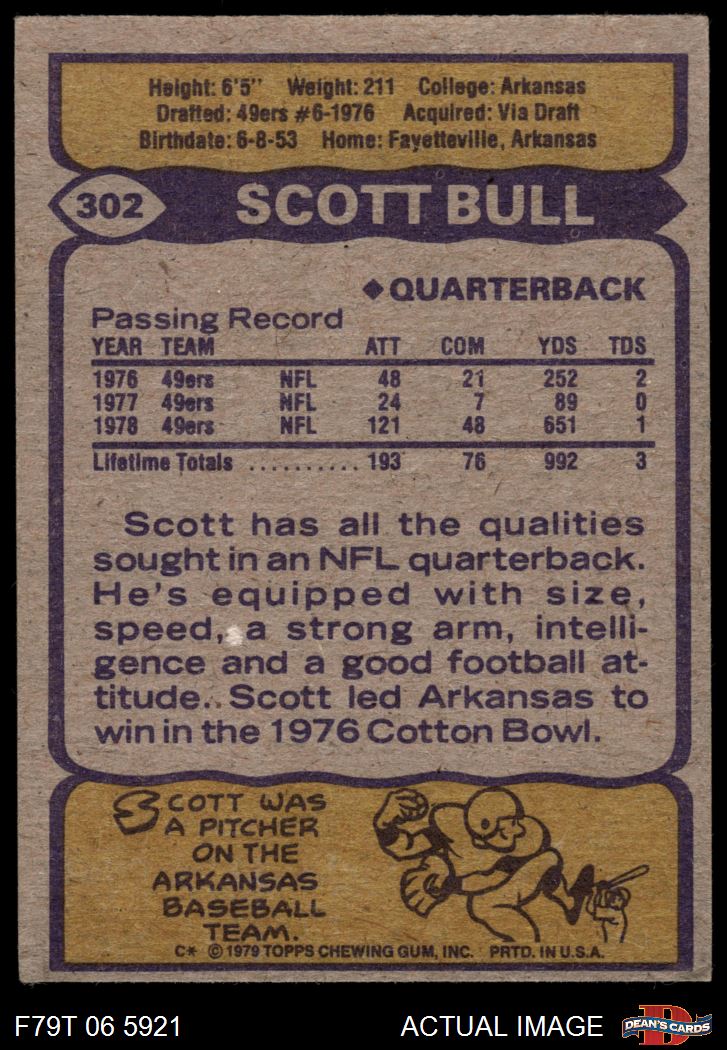 Height: 6'5" Weight: 211 College: Arkansas
Drafted: 49ers #6-1976 Acquired: Via Draft
Birthdate: 6-8-53 Home: Fayetteville, Arkansas
302 SCOTT BULL
◆QUARTERBACK
Passing Record
YEAR TEAM ATT COM YDS TDS
1976 49ers NFL 48 21 252 2
1977 49ers NFL 24 7 89 0
1978 49ers NFL 121 48 651 1
Lifetime Totals .......... 193 76 992 3
Scott has all the qualities
sought in an NFL quarterback.
He's equipped with size,
speed, a strong arm, intelli-
gence and a good football at-
titude. Scott led Arkansas to
win in the 1976 Cotton Bowl.
SCOTT WAS
A PITCHER
ON THE
ARKANSAS
BASEBALL
TEAM.
C* © 1979 TOPPS CHEWING GUM, INC. PRTD. IN U.S.A.
F79T 06 5921 ACTUAL IMAGE D DEAN'S CARDS